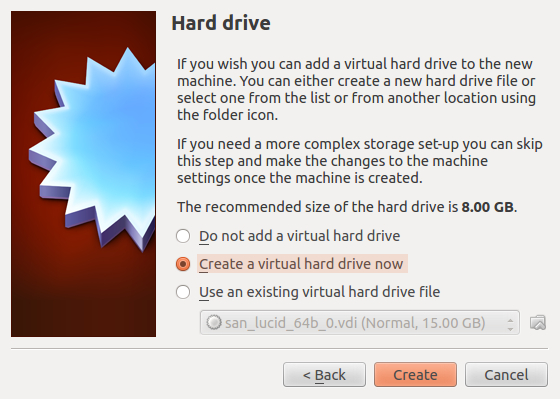 Hard drive
If you wish you can add a virtual hard drive to the new
machine. You can either create a new hard drive file or
select one from the list or from another location using
the folder icon.
If you need a more complex storage set-up you can skip
this step and make the changes to the machine
settings once the machine is created.
The recommended size of the hard drive is 8.00 GB.
Do not add a virtual hard drive
Create a virtual hard drive now
Use an existing virtual hard drive file
san_lucid_64b_0.vdi (Normal, 15.00 GB)
< Back
Create
Cancel